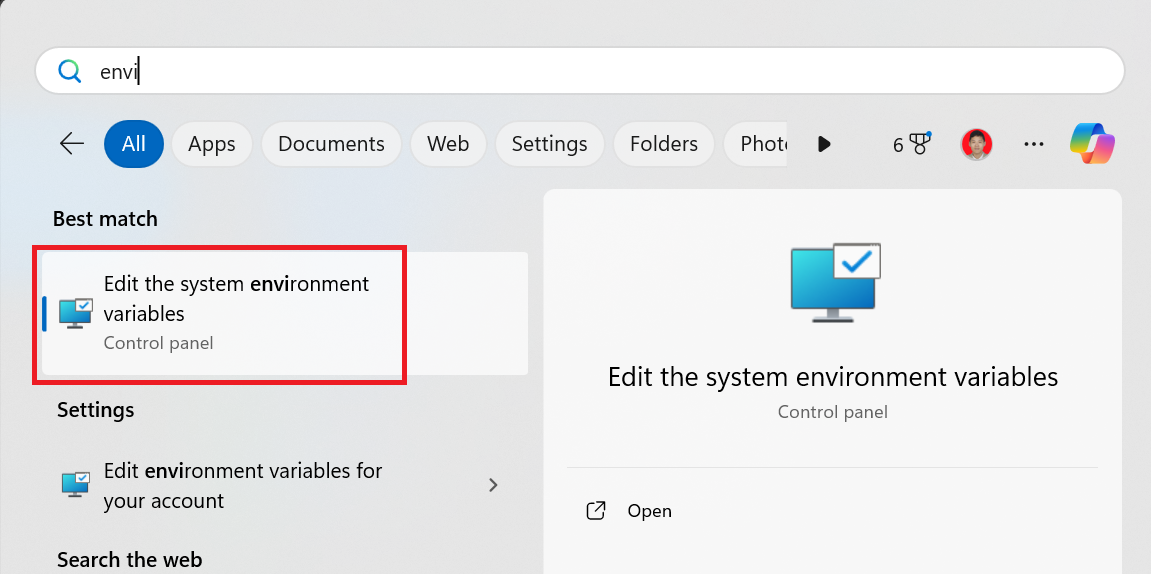 envi
All
Apps
Documents
Web
Settings
Folders
Photo
6
Best match
Edit the system environment
variables
Control panel
Settings
Edit environment variables for
your account
Search the web
Edit the system environment variables
Control panel
Open